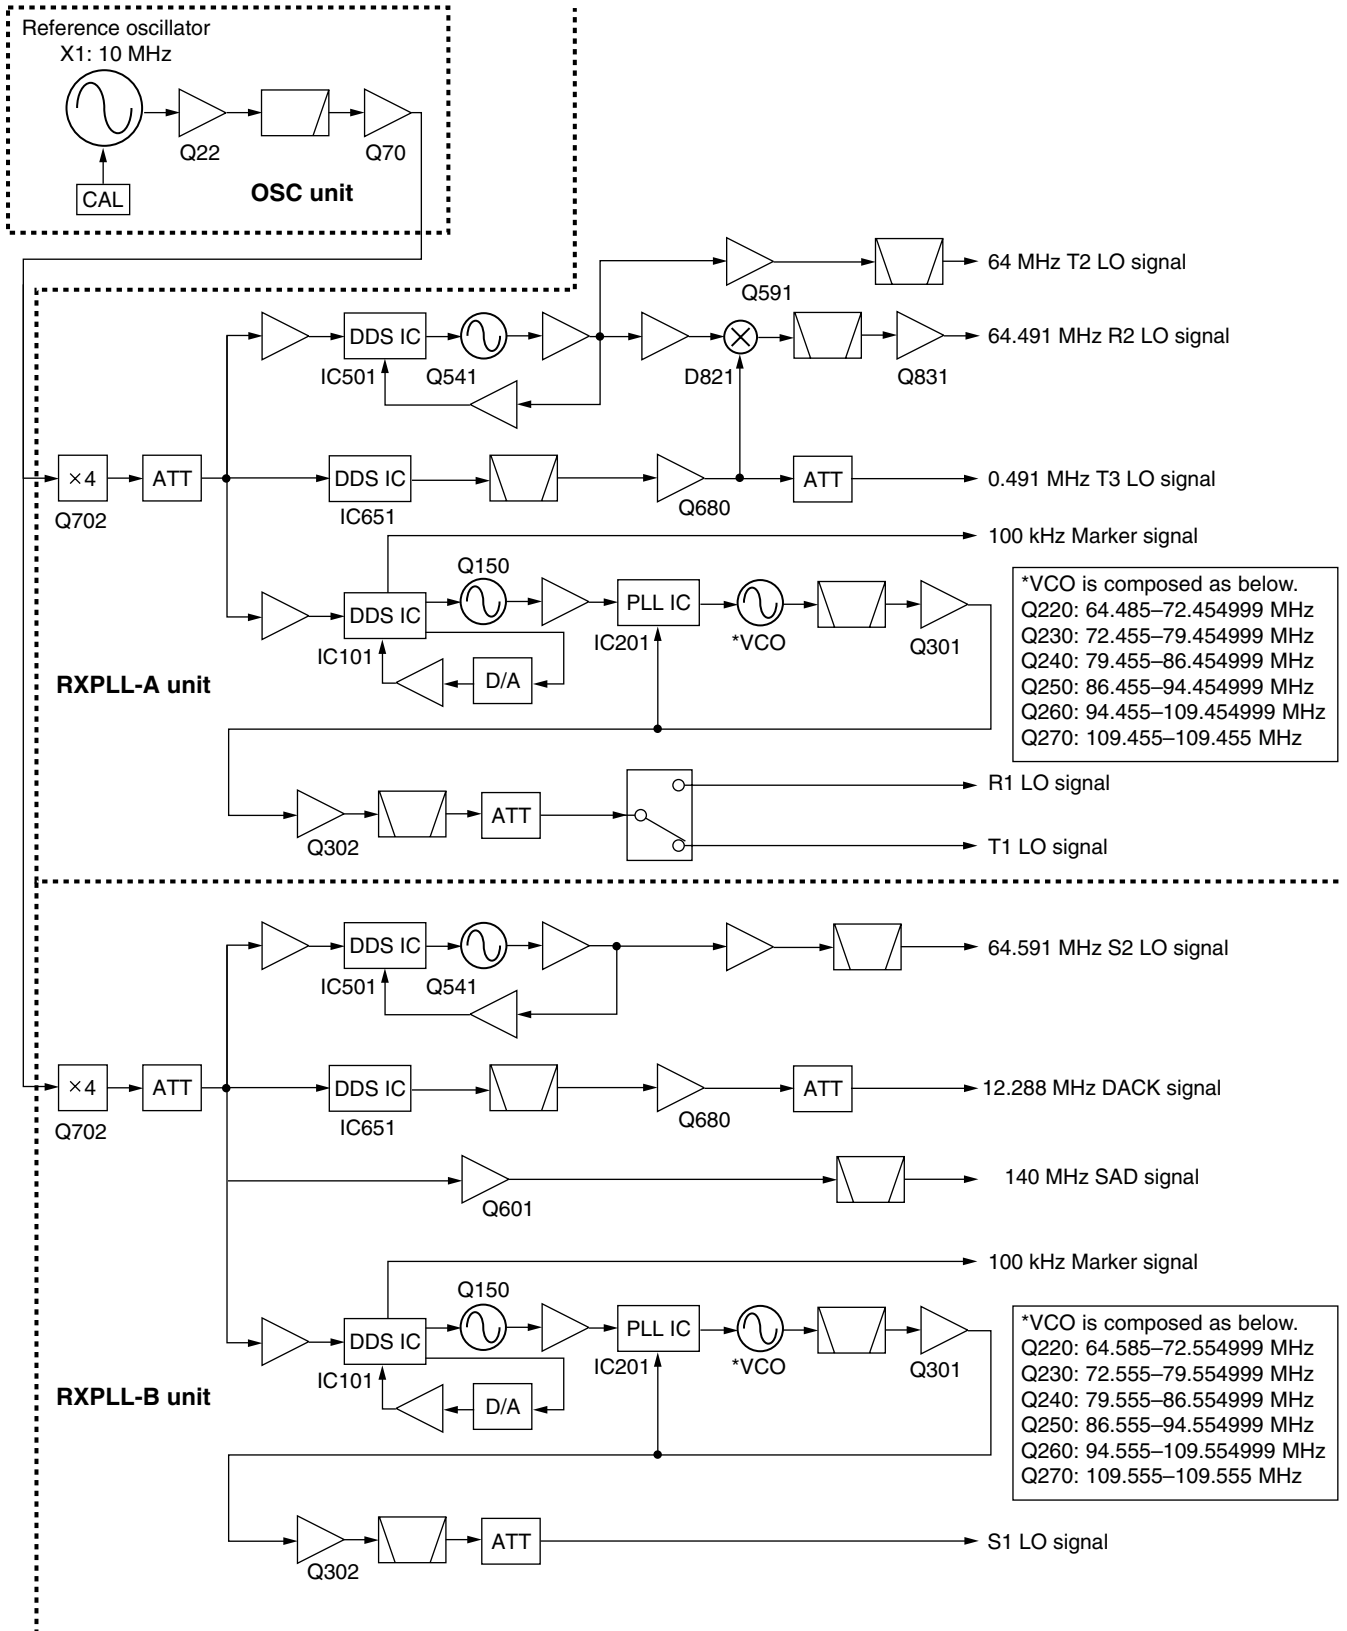 Reference oscillator
X1: 10 MHz
Q22
Q70
CAL
OSC unit
Q591
64 MHz T2 LO signal
DDS IC
IC501
Q541
D821
Q831
64.491 MHz R2 LO signal
×4
Q702
ATT
DDS IC
IC651
Q680
ATT
0.491 MHz T3 LO signal
100 kHz Marker signal
Q150
DDS IC
IC101
D/A
PLL IC
IC201
*VCO
Q301
RXPLL-A unit
*VCO is composed as below.
Q220: 64.485–72.454999 MHz
Q230: 72.455–79.454999 MHz
Q240: 79.455–86.454999 MHz
Q250: 86.455–94.454999 MHz
Q260: 94.455–109.454999 MHz
Q270: 109.455–109.455 MHz
Q302
ATT
R1 LO signal
T1 LO signal
DDS IC
IC501
Q541
64.591 MHz S2 LO signal
×4
Q702
ATT
DDS IC
IC651
Q680
ATT
12.288 MHz DACK signal
Q601
140 MHz SAD signal
100 kHz Marker signal
Q150
DDS IC
IC101
D/A
PLL IC
IC201
*VCO
Q301
RXPLL-B unit
*VCO is composed as below.
Q220: 64.585–72.554999 MHz
Q230: 72.555–79.554999 MHz
Q240: 79.555–86.554999 MHz
Q250: 86.555–94.554999 MHz
Q260: 94.555–109.554999 MHz
Q270: 109.555–109.555 MHz
Q302
ATT
S1 LO signal